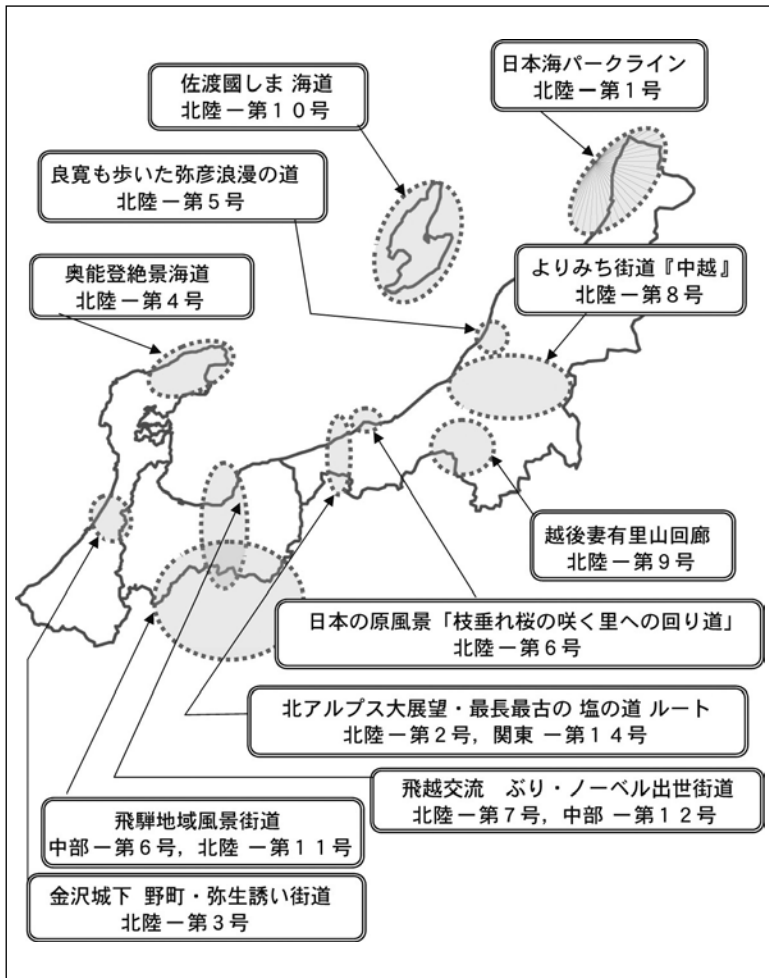 佐渡國しま 海道
北陸ー第10号
日本海パークライン
北陸ー第1号
良寛も歩いた弥彦浪漫の道
北陸ー第5号
よりみち街道『中越』
北陸ー第8号
奥能登絶景海道
北陸ー第4号
越後妻有里山回廊
北陸ー第9号
日本の原風景「枝垂れ桜の咲く里への回り道」
北陸ー第6号
北アルプス大展望・最長最古の 塩の道 ルート
北陸ー第2号，関東 ー第14号
飛越交流　ぶり・ノーベル出世街道
北陸ー第7号，中部 ー第12号
飛騨地域風景街道
中部ー第6号，北陸 ー第11号
金沢城下 野町・弥生誘い街道
北陸ー第3号